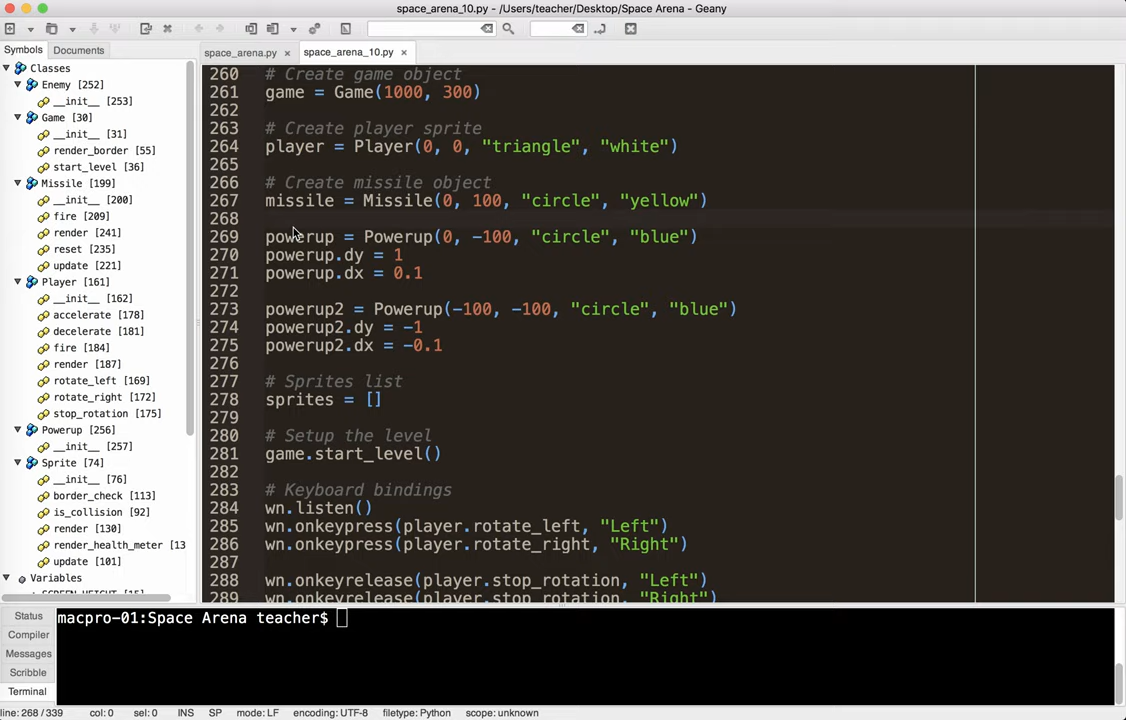 space_arena_10.py - /Users/teacher/Desktop/Space Arena - Geany
Symbols Documents
space_arena.py × space_arena_10.py ×
Classes
Enemy [252]
__init__ [253]
Game [30]
__init__ [31]
render_border [55]
start_level [36]
Missile [199]
__init__ [200]
fire [209]
render [241]
reset [235]
update [221]
Player [161]
__init__ [162]
accelerate [178]
decelerate [181]
fire [184]
render [187]
rotate_left [169]
rotate_right [172]
stop_rotation [175]
Powerup [256]
__init__ [257]
Sprite [74]
__init__ [76]
border_check [113]
is_collision [92]
render [130]
render_health_meter [13
update [101]
Variables
SCREEN_HEIGHT [15]
260 # Create game object
261 game = Game(1000, 300)
262
263 # Create player sprite
264 player = Player(0, 0, "triangle", "white")
265
266 # Create missile object
267 missile = Missile(0, 100, "circle", "yellow")
268
269 powerup = Powerup(0, -100, "circle", "blue")
270 powerup.dy = 1
271 powerup.dx = 0.1
272
273 powerup2 = Powerup(-100, -100, "circle", "blue")
274 powerup2.dy = -1
275 powerup2.dx = -0.1
276
277 # Sprites list
278 sprites = []
279
280 # Setup the level
281 game.start_level()
282
283 # Keyboard bindings
284 wn.listen()
285 wn.onkeypress(player.rotate_left, "Left")
286 wn.onkeypress(player.rotate_right, "Right")
287
288 wn.onkeyrelease(player.stop_rotation, "Left")
289 wn.onkeyrelease(player.stop_rotation, "Right")
Status
Compiler
Messages
Scribble
Terminal
macpro-01:Space Arena teacher$
line: 268 / 339 col: 0 sel: 0 INS SP mode: LF encoding: UTF-8 filetype: Python scope: unknown